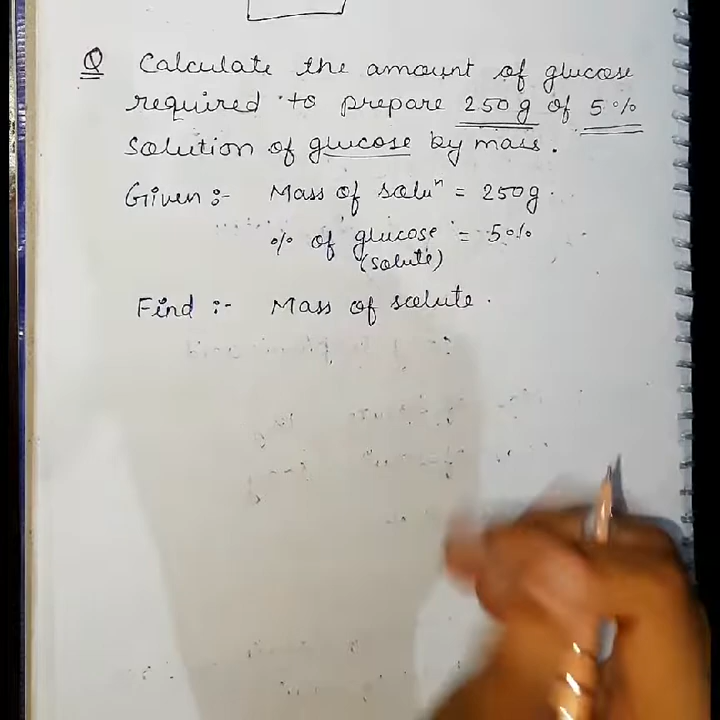 Q Calculate the amount of glucose
required to prepare 250 g of 5%
solution of glucose by mass.
Given :- Mass of soluⁿ = 250g.
% of glucose = 5%
(solute)
Find :- Mass of solute.